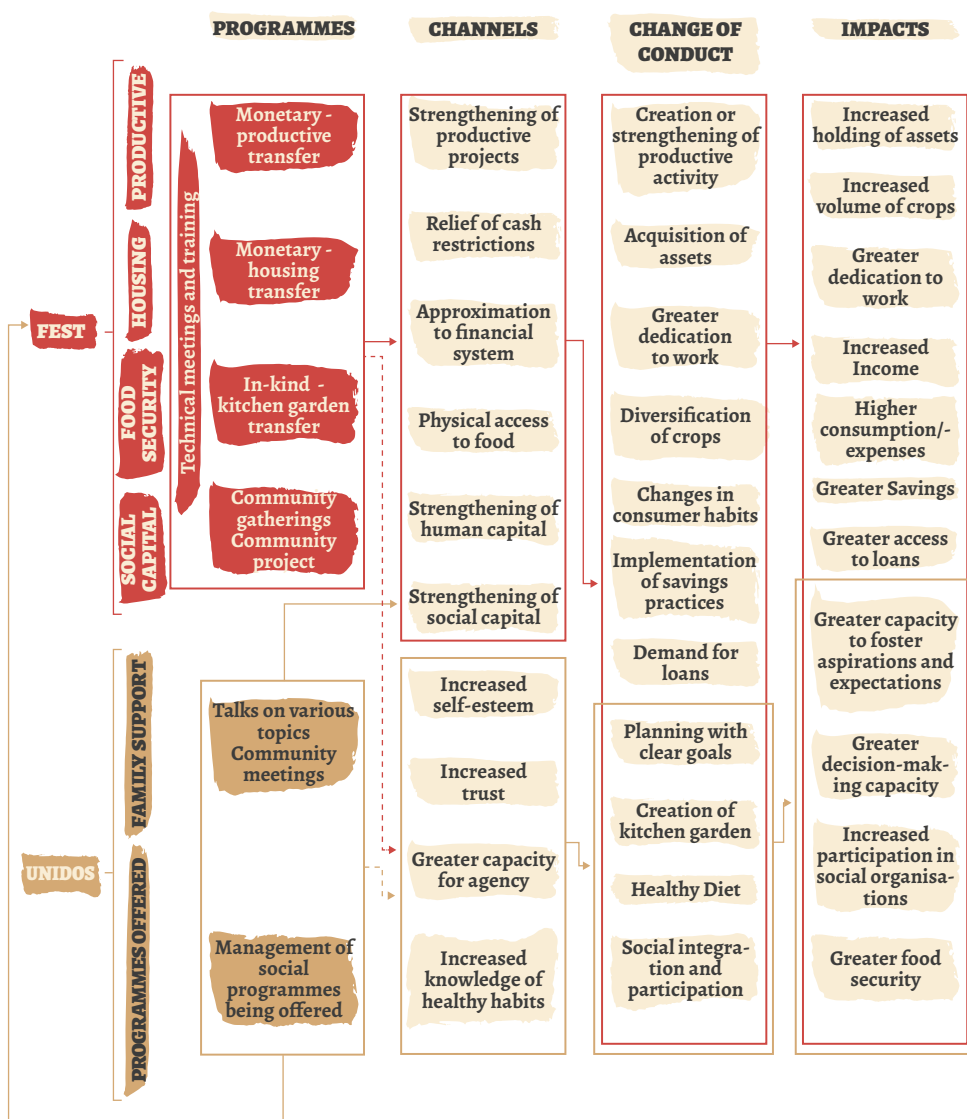 PROGRAMMES
CHANNELS
CHANGE OF
CONDUCT
IMPACTS
FEST
PRODUCTIVE
HOUSING
FOOD
SECURITY
SOCIAL
CAPITAL
Technical meetings and training
Monetary -
productive
transfer
Monetary -
housing
transfer
In-kind -
kitchen garden
transfer
Community
gatherings
Community
project
UNIDOS
FAMILY SUPPORT
PROGRAMMES OFFERED
Talks on various
topics
Community
meetings
Management of
social
programmes
being offered
Strengthening of
productive
projects
Relief of cash
restrictions
Approximation
to financial
system
Physical access
to food
Strengthening of
human capital
Strengthening of
social capital
Increased
self-esteem
Increased
trust
Greater capacity
for agency
Increased
knowledge of
healthy habits
Creation or
strengthening of
productive
activity
Acquisition of
assets
Greater
dedication
to work
Diversification
of crops
Changes in
consumer habits
Implementation
of savings
practices
Demand for
loans
Planning with
clear goals
Creation of
kitchen garden
Healthy Diet
Social integra-
tion and
participation
Increased
holding of assets
Increased
volume of crops
Greater
dedication to
work
Increased
Income
Higher
consumption/-
expenses
Greater Savings
Greater access
to loans
Greater capacity
to foster
aspirations and
expectations
Greater
decision-mak-
ing capacity
Increased
participation in
social organisa-
tions
Greater food
security